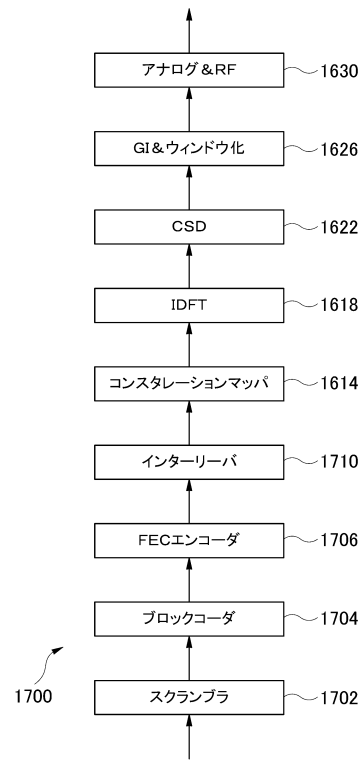 アナログ&RF 1630
GI&ウィンドウ化 1626
CSD 1622
IDFT 1618
コンスタレーションマッパ 1614
インターリーバ 1710
FECエンコーダ 1706
ブロックコーダ 1704
スクランブラ 1702
1700